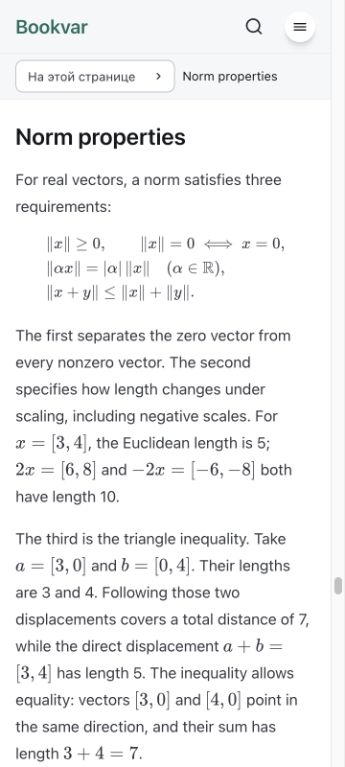 Bookvar
На этой странице > Norm properties
Norm properties
For real vectors, a norm satisfies three
requirements:
‖x‖ ≥ 0, ‖x‖ = 0 ⟺ x = 0,
‖αx‖ = |α| ‖x‖ (α ∈ ℝ),
‖x + y‖ ≤ ‖x‖ + ‖y‖.
The first separates the zero vector from
every nonzero vector. The second
specifies how length changes under
scaling, including negative scales. For
x = [3, 4], the Euclidean length is 5;
2x = [6, 8] and −2x = [−6, −8] both
have length 10.
The third is the triangle inequality. Take
a = [3, 0] and b = [0, 4]. Their lengths
are 3 and 4. Following those two
displacements covers a total distance of 7,
while the direct displacement a + b =
[3, 4] has length 5. The inequality allows
equality: vectors [3, 0] and [4, 0] point in
the same direction, and their sum has
length 3 + 4 = 7.